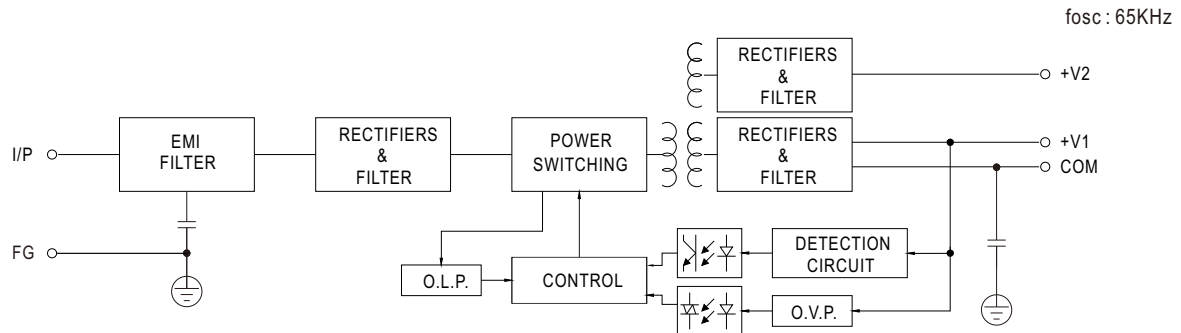 fosc : 65KHz
RECTIFIERS
&
FILTER
+V2
I/P
EMI
FILTER
RECTIFIERS
&
FILTER
POWER
SWITCHING
RECTIFIERS
&
FILTER
+V1
COM
FG
O.L.P.
CONTROL
DETECTION
CIRCUIT
O.V.P.